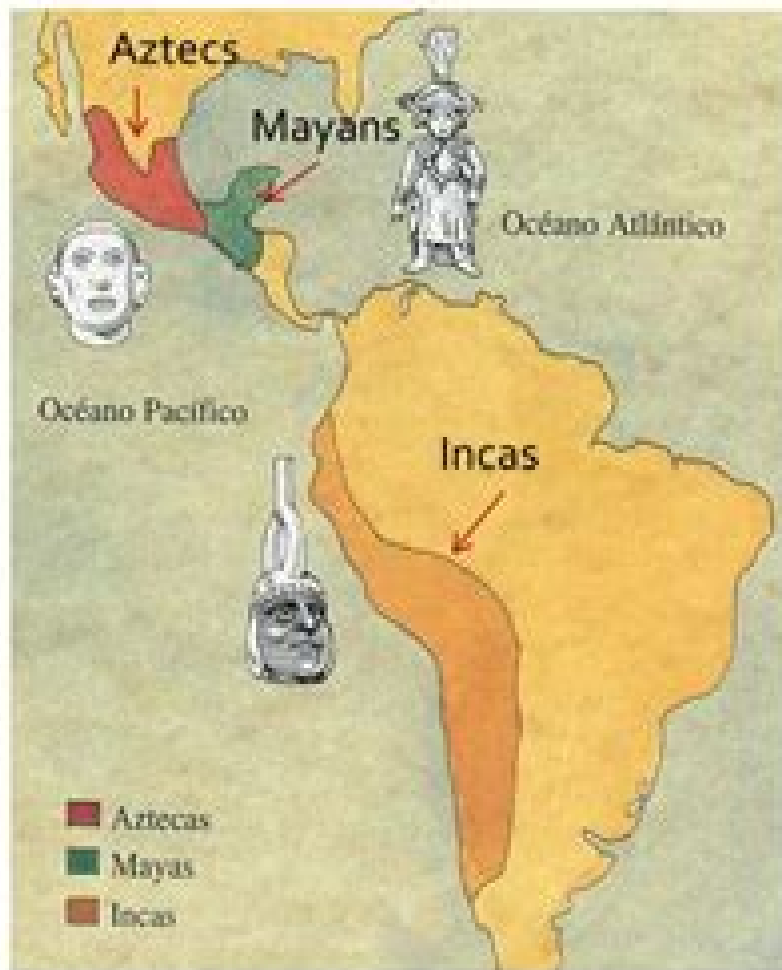 Aztecs
Mayans
Océano Atlántico
Océano Pacífico
Incas
Aztecas
Mayas
Incas